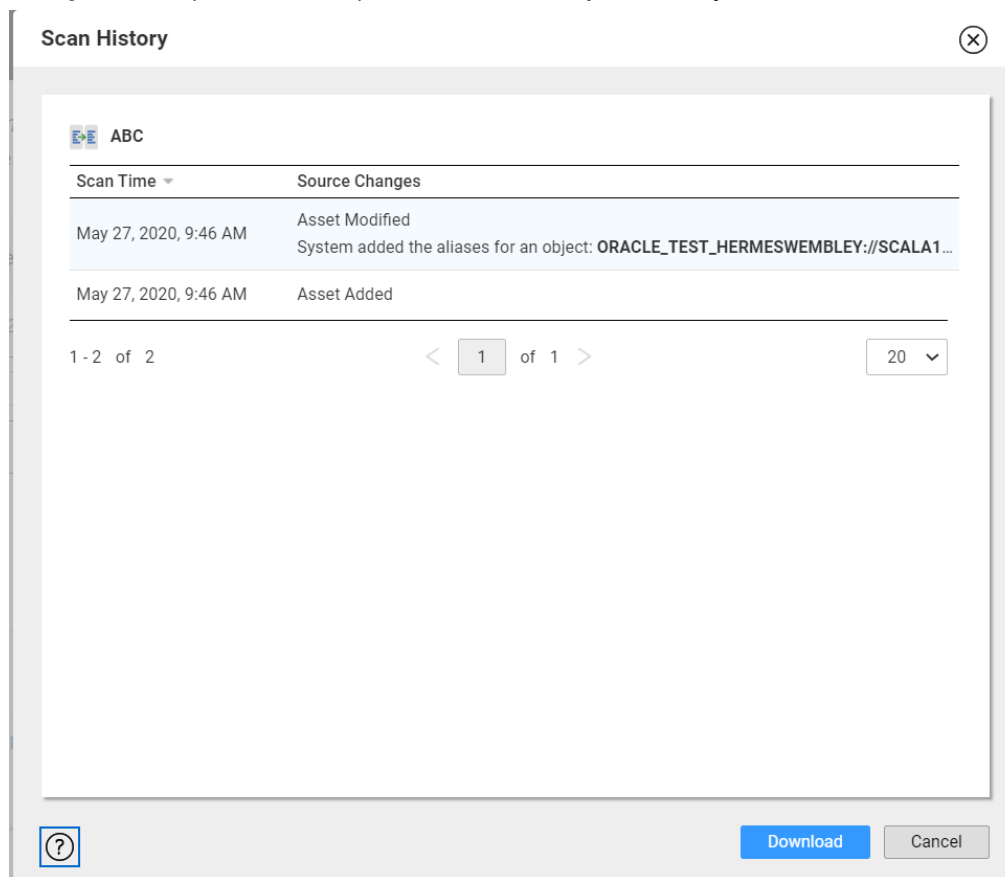 Scan History
ABC
Scan Time Source Changes
May 27, 2020, 9:46 AM Asset Modified
System added the aliases for an object: ORACLE_TEST_HERMESWEMBLEY://SCALA1...
May 27, 2020, 9:46 AM Asset Added
1 - 2 of 2 < 1 of 1 > 20
? Download Cancel